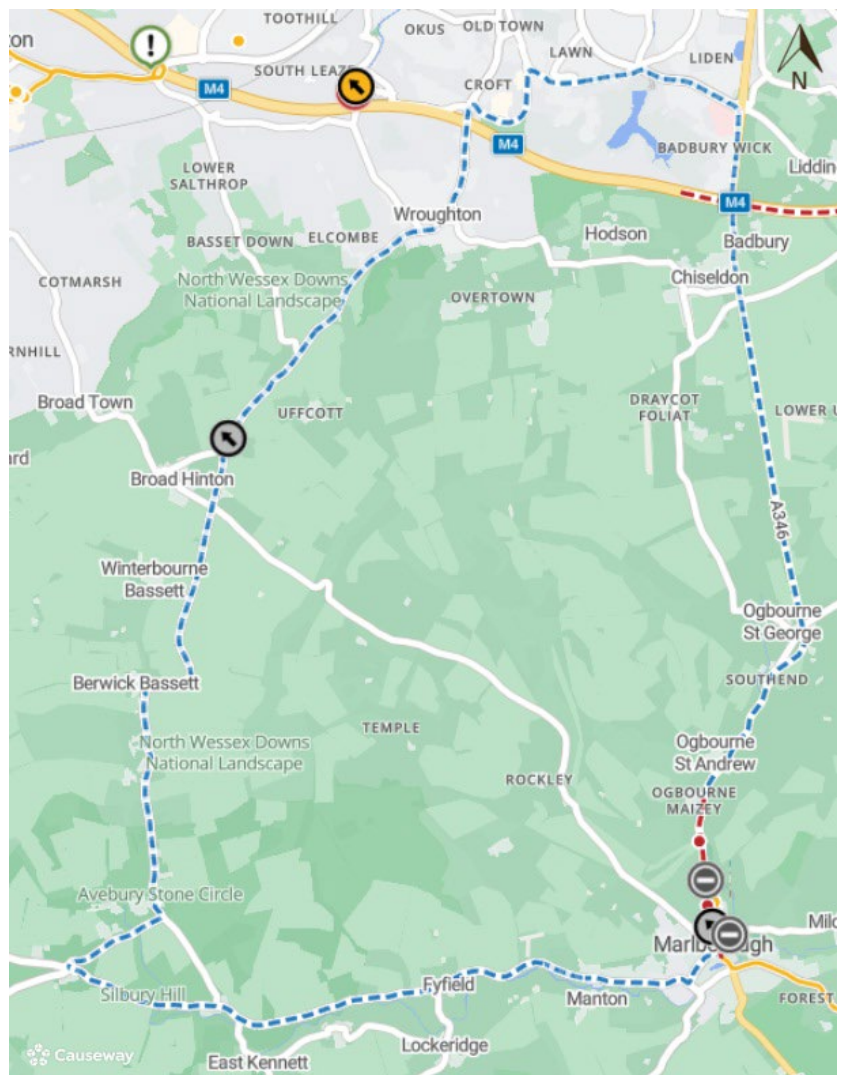 TOOTHILL
OKUS
OLD TOWN
ton
LAWN
LIDEN
SOUTH LEAZE
CROFT
N
M4
M4
BADBURY WICK
LOWER
SALTHROP
Liddin
M4
Wroughton
BASSET DOWN
ELCOMBE
Hodson
Badbury
COTMARSH
North Wessex Downs
National Landscape
Chiseldon
OVERTOWN
RNHILL
Broad Town
UFFCOTT
DRAYCOT
FOLIAT
LOWER U
ard
Broad Hinton
A346
Winterbourne
Bassett
Ogbourne
St George
Berwick Bassett
SOUTHEND
TEMPLE
North Wessex Downs
National Landscape
Ogbourne
St Andrew
ROCKLEY
OGBOURNE
MAIZEY
Avebury Stone Circle
Milc
Silbury Hill
Fyfield
Manton
FOREST
Lockeridge
East Kennett
Causeway